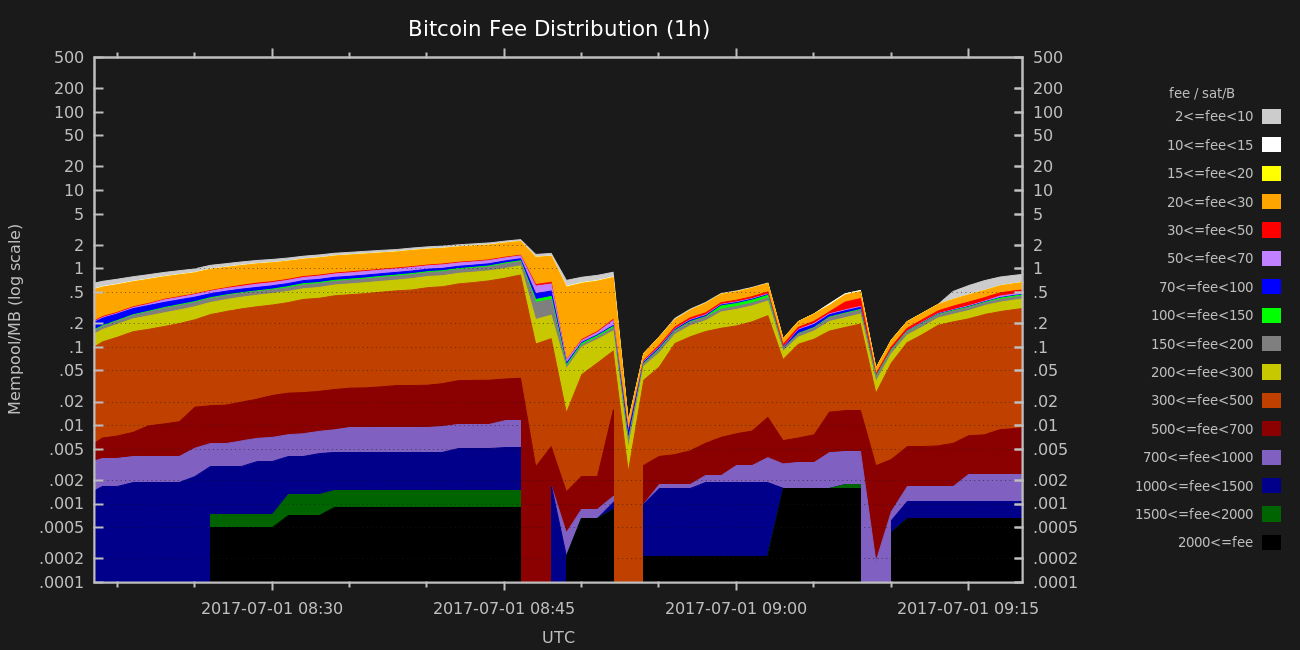 Bitcoin Fee Distribution (1h)
500
200
100
50
20
10
5
2
1
.5
.2
.1
.05
.02
.01
.005
.002
.001
.0005
.0002
.0001
Mempool/MB (log scale)
500
200
100
50
20
10
5
2
1
.5
.2
.1
.05
.02
.01
.005
.002
.001
.0005
.0002
.0001
2017-07-01 08:30
2017-07-01 08:45
2017-07-01 09:00
2017-07-01 09:15
UTC
fee / sat/B
2<=fee<10
10<=fee<15
15<=fee<20
20<=fee<30
30<=fee<50
50<=fee<70
70<=fee<100
100<=fee<150
150<=fee<200
200<=fee<300
300<=fee<500
500<=fee<700
700<=fee<1000
1000<=fee<1500
1500<=fee<2000
2000<=fee